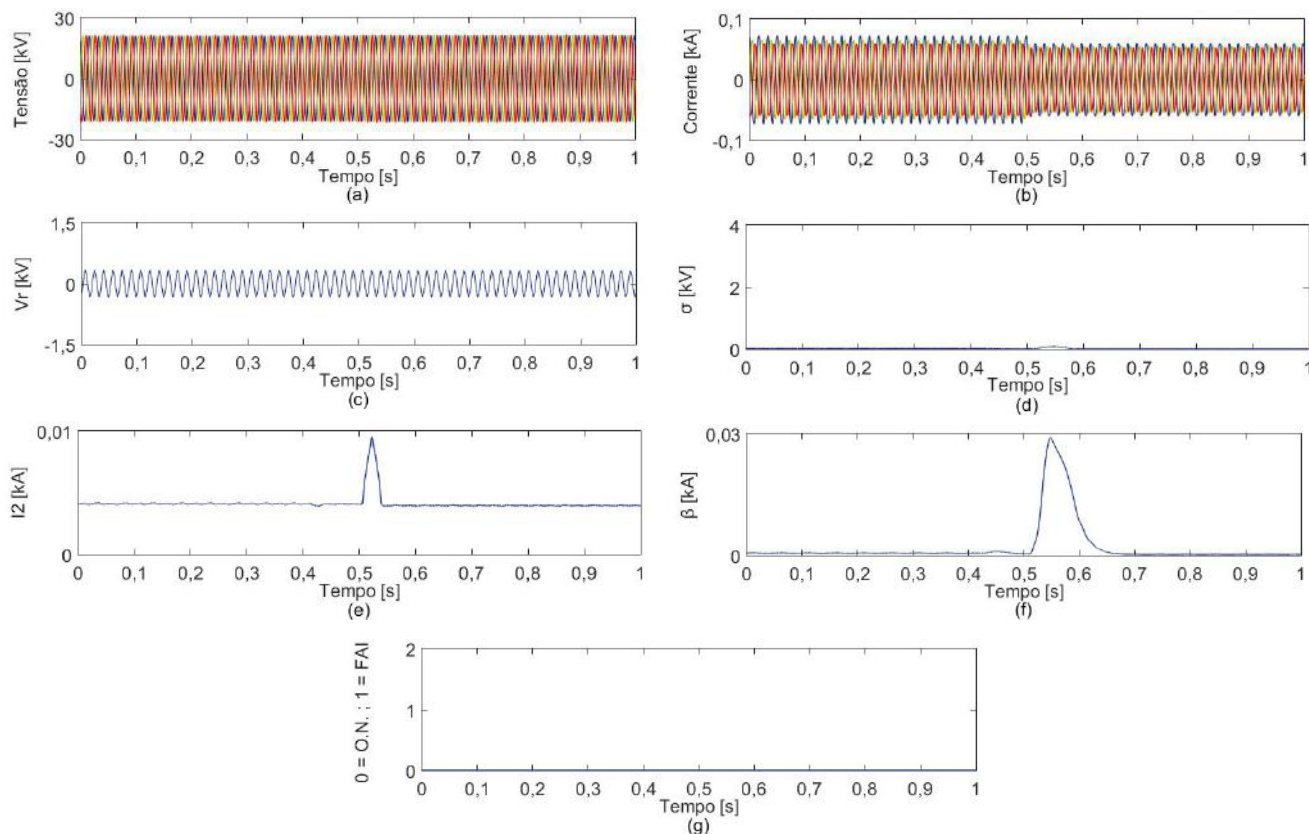 30
0
-30
Tensão [kV]
0 0,1 0,2 0,3 0,4 0,5 0,6 0,7 0,8 0,9 1
Tempo [s]
(a)
0,1
0
-0,1
Corrente [kA]
0 0,1 0,2 0,3 0,4 0,5 0,6 0,7 0,8 0,9 1
Tempo [s]
(b)
1,5
0
-1,5
Vr [kV]
0 0,1 0,2 0,3 0,4 0,5 0,6 0,7 0,8 0,9 1
Tempo [s]
(c)
4
2
0
σ [kV]
0 0,1 0,2 0,3 0,4 0,5 0,6 0,7 0,8 0,9 1
Tempo [s]
(d)
0,01
0
I2 [kA]
0 0,1 0,2 0,3 0,4 0,5 0,6 0,7 0,8 0,9 1
Tempo [s]
(e)
0,03
0
β [kA]
0 0,1 0,2 0,3 0,4 0,5 0,6 0,7 0,8 0,9 1
Tempo [s]
(f)
2
1
0
0 = O.N. ; 1 = FAI
0 0,1 0,2 0,3 0,4 0,5 0,6 0,7 0,8 0,9 1
Tempo [s]
(g)